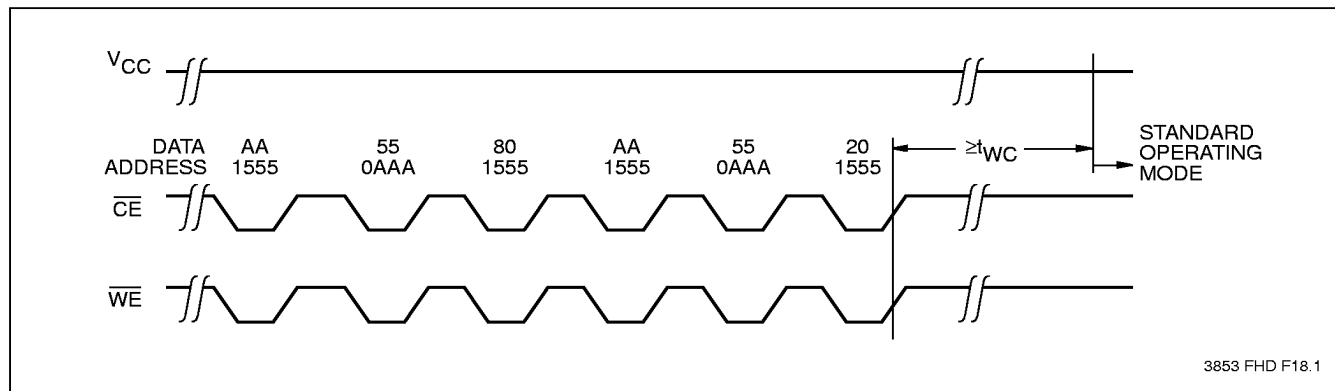 VCC
DATA AA 55 80 AA 55 20
ADDRESS 1555 0AAA 1555 1555 0AAA 1555
≥tWC
STANDARD
OPERATING
MODE
CE
WE
3853 FHD F18.1